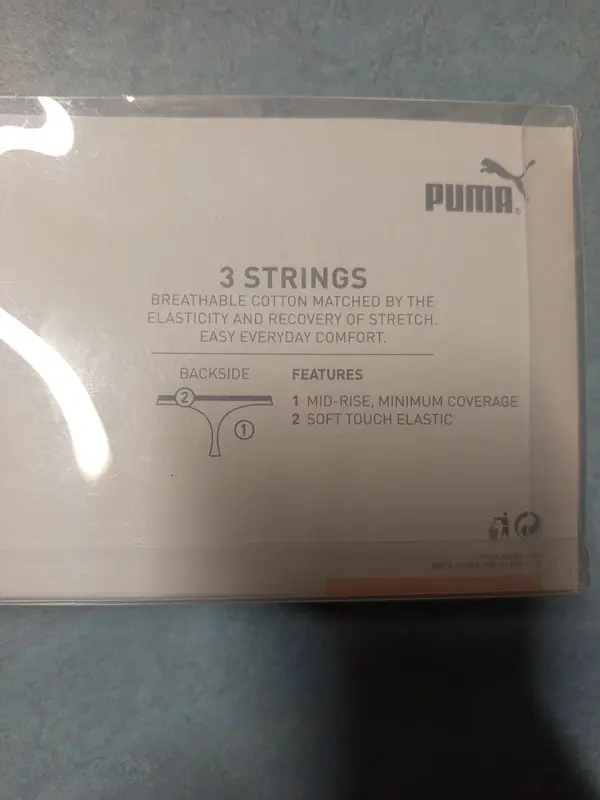 PUMA
3 STRINGS
BREATHABLE COTTON MATCHED BY THE
ELASTICITY AND RECOVERY OF STRETCH.
EASY EVERYDAY COMFORT.
BACKSIDE
FEATURES
2
1
1 MID-RISE, MINIMUM COVERAGE
2 SOFT TOUCH ELASTIC